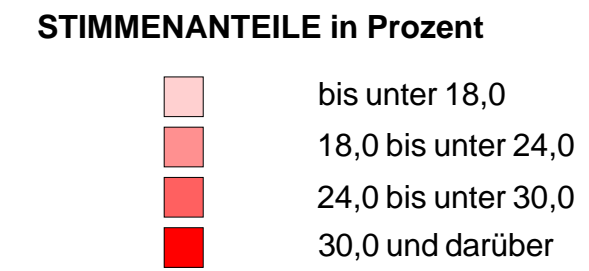 STIMMENANTEILE in Prozent
bis unter 18,0
18,0 bis unter 24,0
24,0 bis unter 30,0
30,0 und darüber